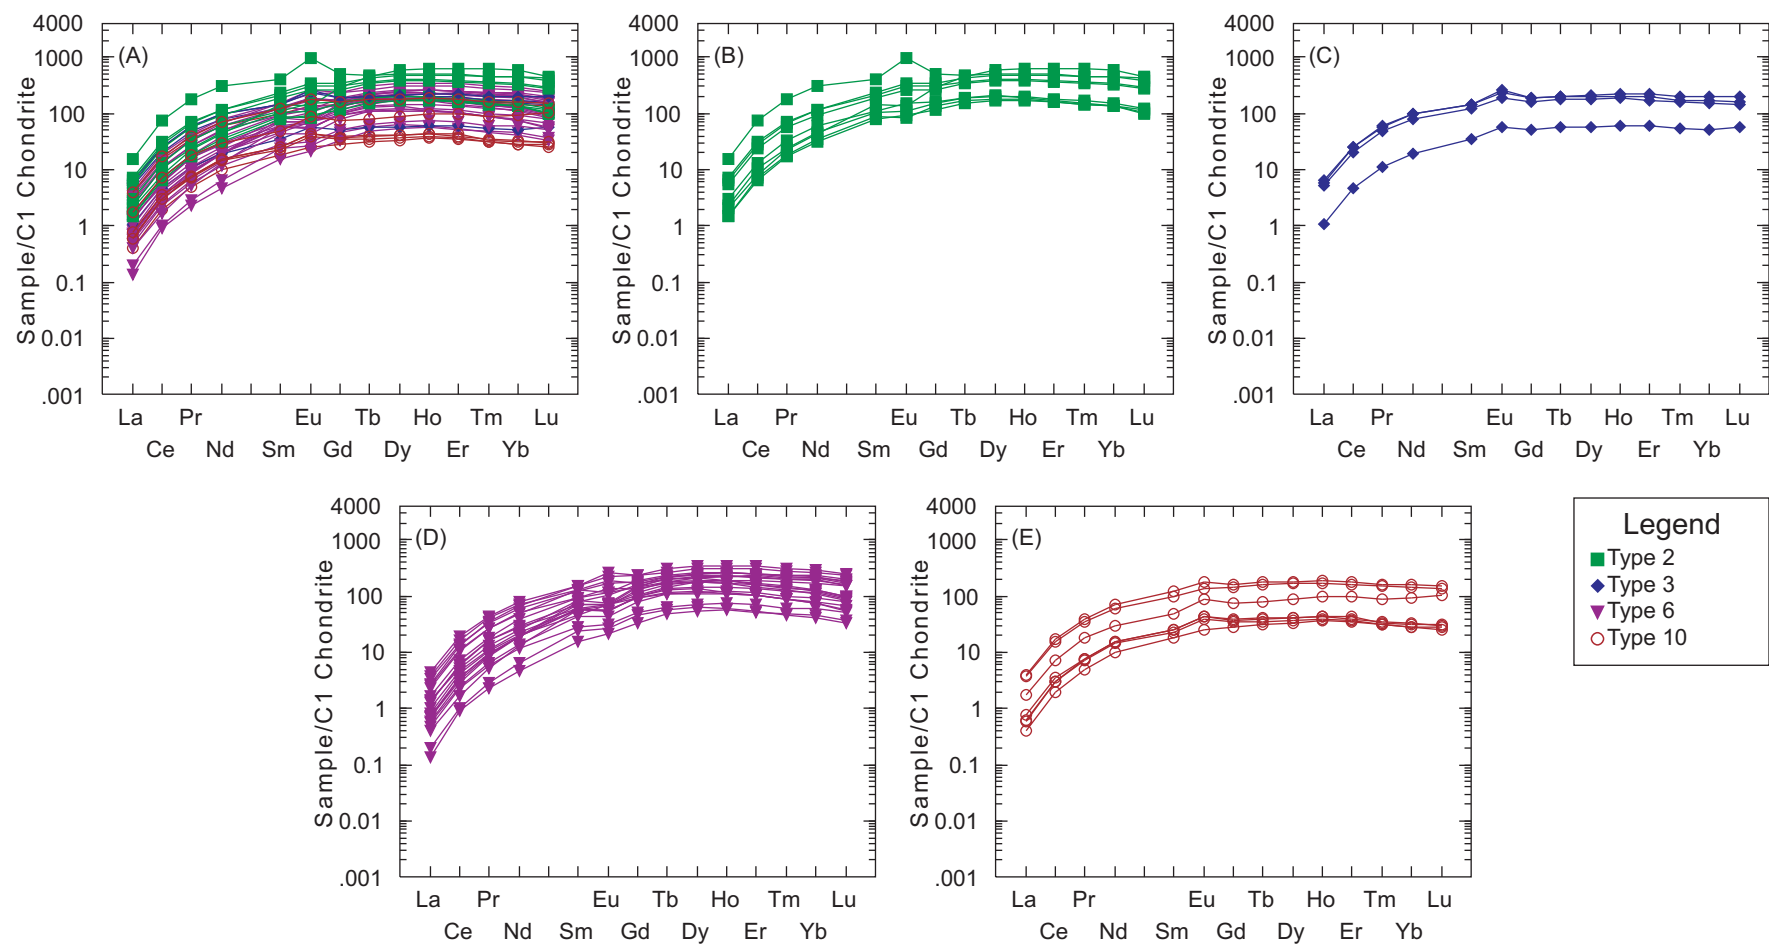 (A)
Sample/C1 Chondrite
4000
1000
100
10
1
0.1
0.01
.001
La Pr Eu Tb Ho Tm Lu
Ce Nd Sm Gd Dy Er Yb
(B)
Sample/C1 Chondrite
4000
1000
100
10
1
0.1
0.01
.001
La Pr Eu Tb Ho Tm Lu
Ce Nd Sm Gd Dy Er Yb
(C)
Sample/C1 Chondrite
4000
1000
100
10
1
0.1
0.01
.001
La Pr Eu Tb Ho Tm Lu
Ce Nd Sm Gd Dy Er Yb
(D)
Sample/C1 Chondrite
4000
1000
100
10
1
0.1
0.01
.001
La Pr Eu Tb Ho Tm Lu
Ce Nd Sm Gd Dy Er Yb
(E)
Sample/C1 Chondrite
4000
1000
100
10
1
0.1
0.01
.001
La Pr Eu Tb Ho Tm Lu
Ce Nd Sm Gd Dy Er Yb
Legend
Type 2
Type 3
Type 6
Type 10